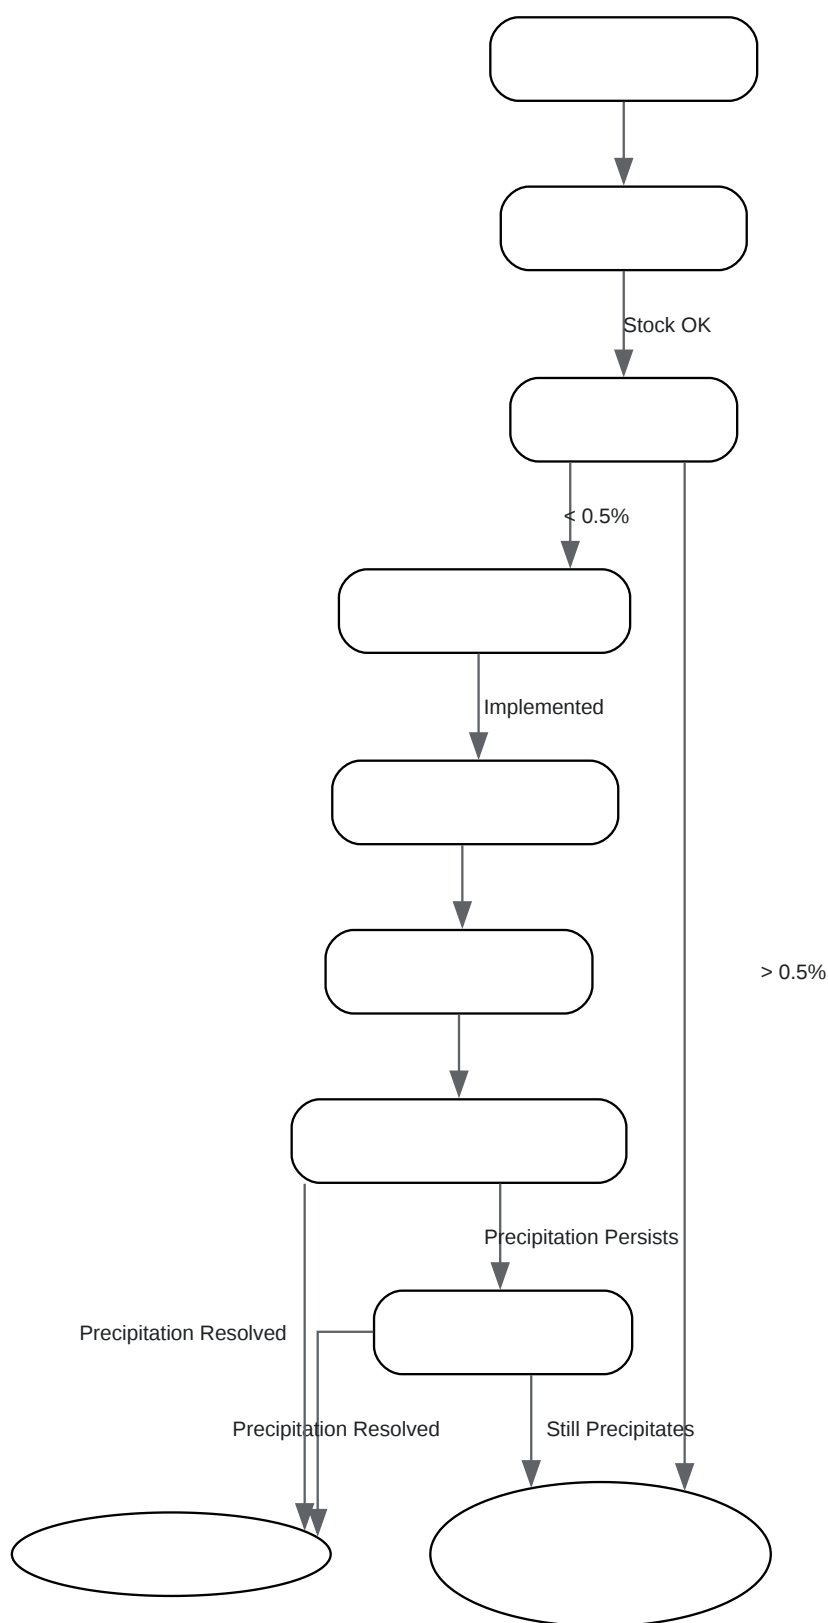 Stock OK
< 0.5%
Implemented
> 0.5%
Precipitation Persists
Precipitation Resolved
Precipitation Resolved
Still Precipitates